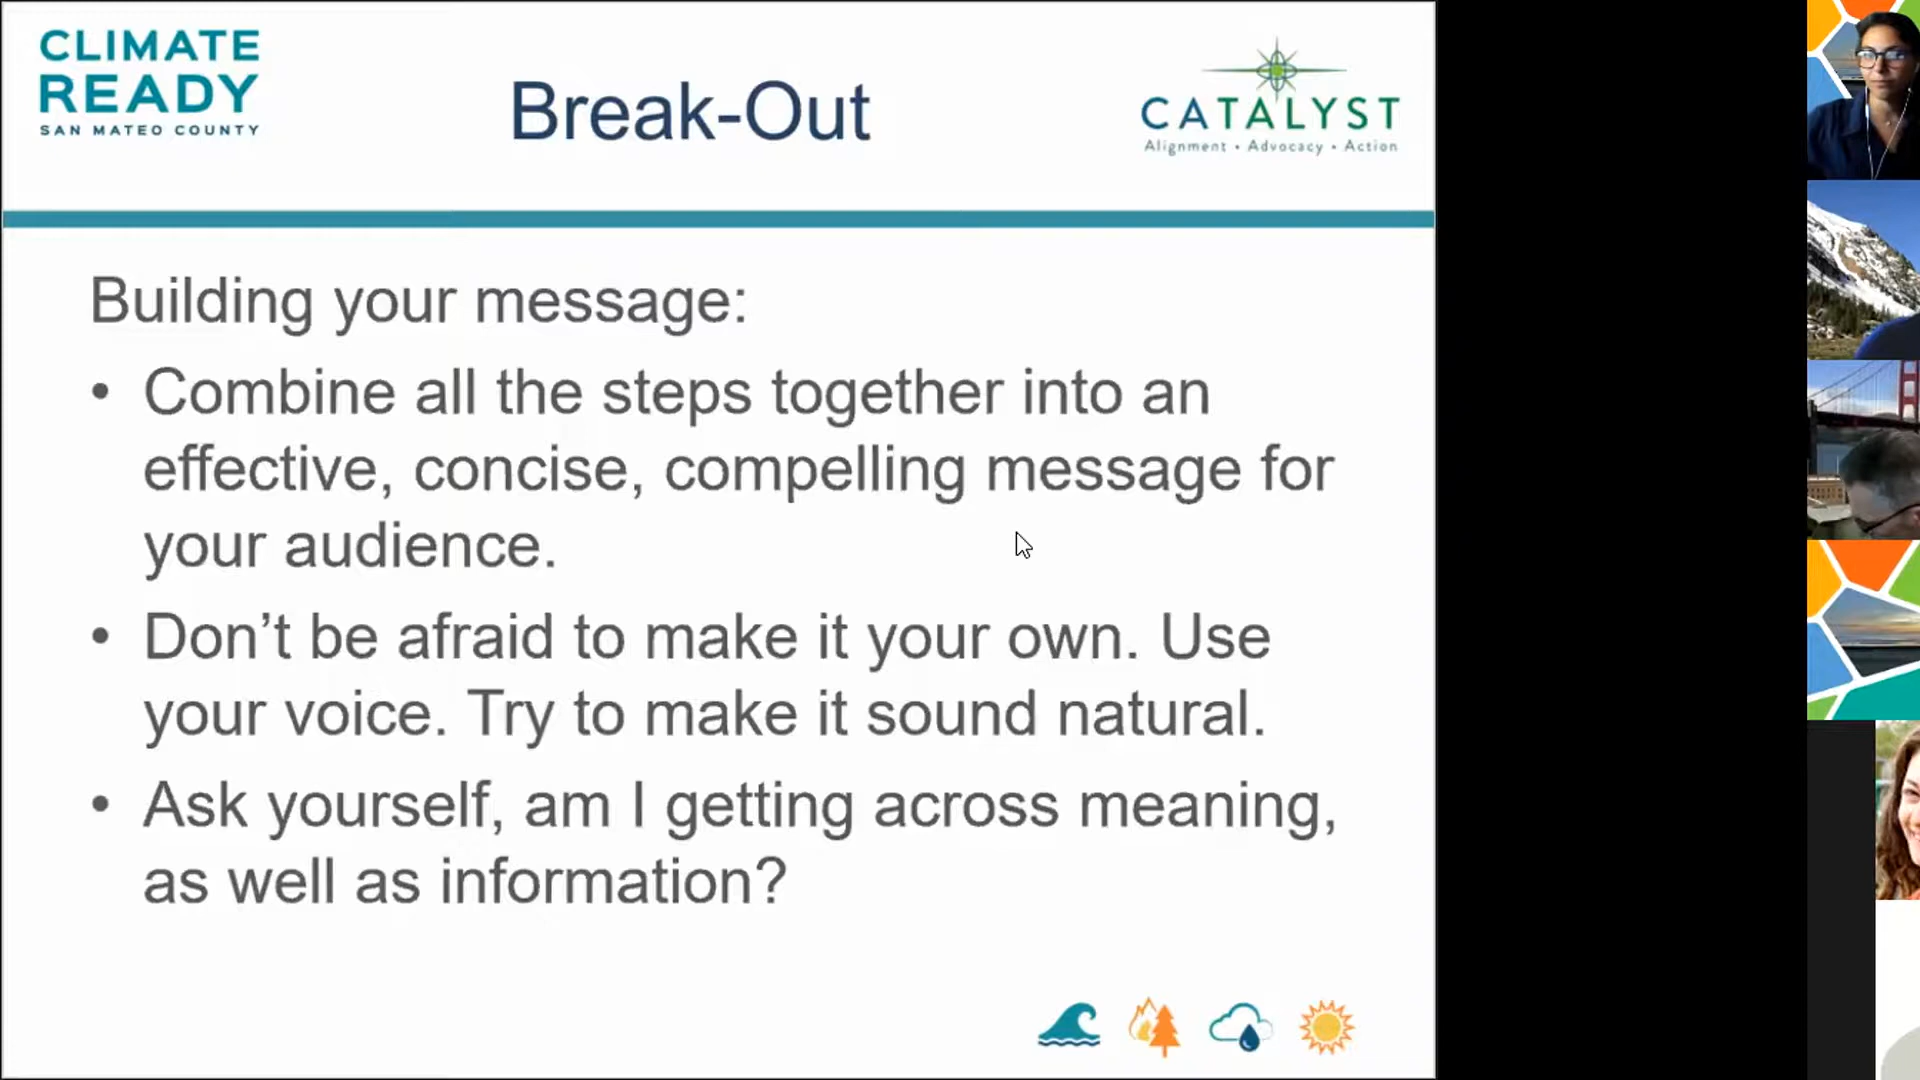 CLIMATE
READY
SAN MATEO COUNTY
Break-Out
CATALYST
Alignment • Advocacy • Action
Building your message:
• Combine all the steps together into an
effective, concise, compelling message for
your audience.
• Don’t be afraid to make it your own. Use
your voice. Try to make it sound natural.
• Ask yourself, am I getting across meaning,
as well as information?